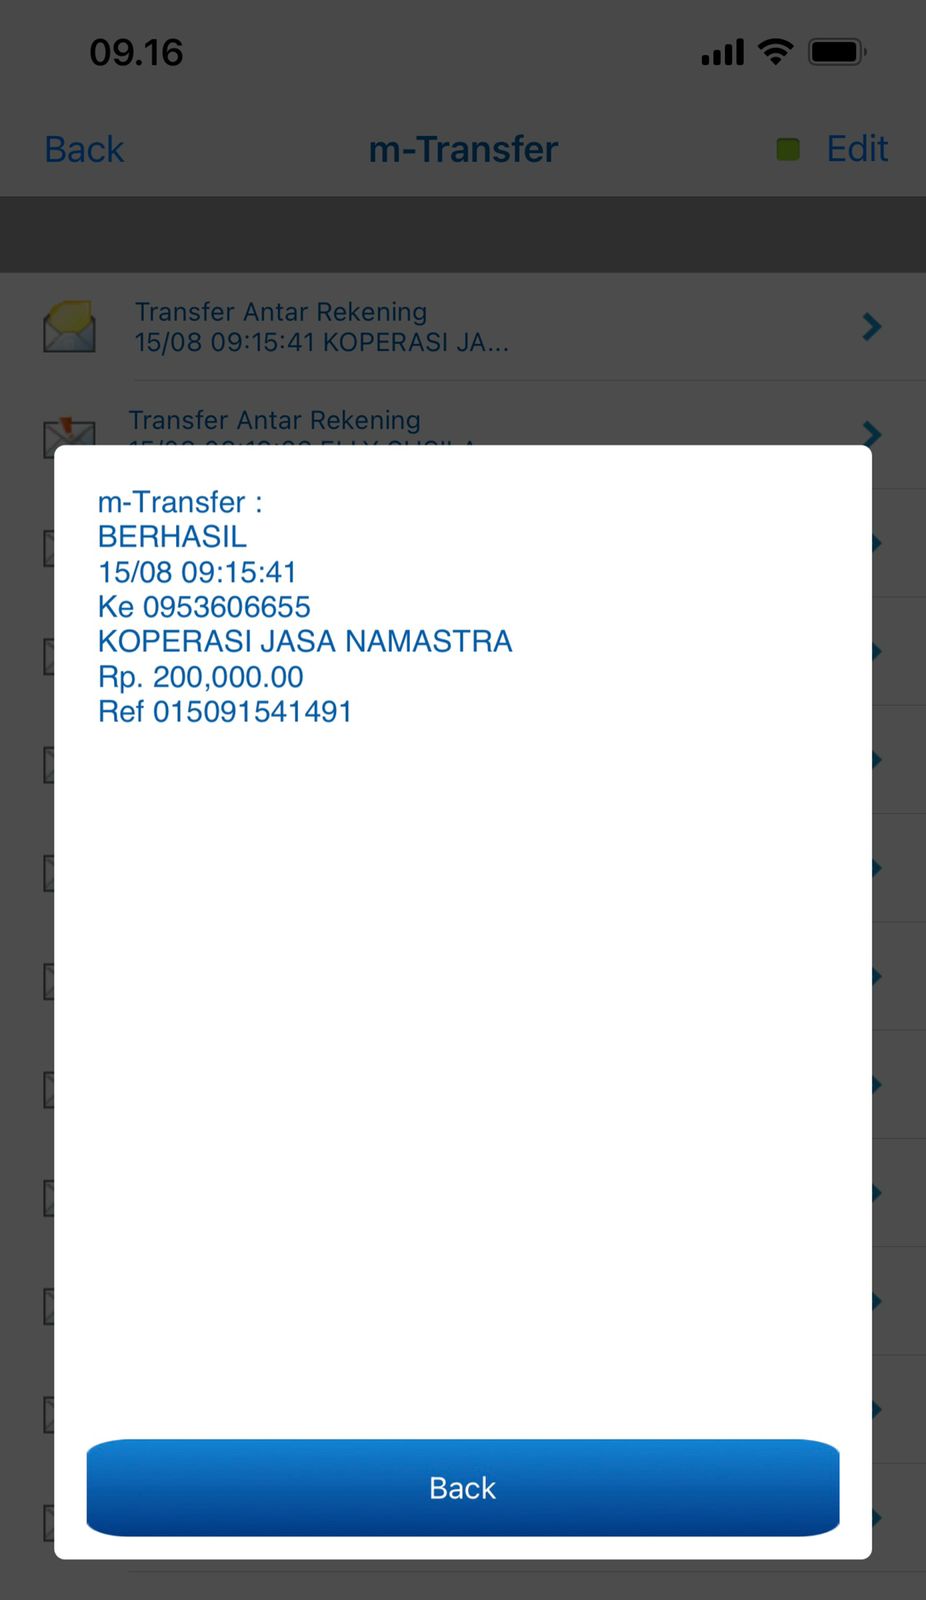 09.16
Back
m-Transfer
Edit
Transfer Antar Rekening
15/08 09:15:41 KOPERASI JA...
Transfer Antar Rekening
m-Transfer :
BERHASIL
15/08 09:15:41
Ke 0953606655
KOPERASI JASA NAMASTRA
Rp. 200,000.00
Ref 015091541491
Back